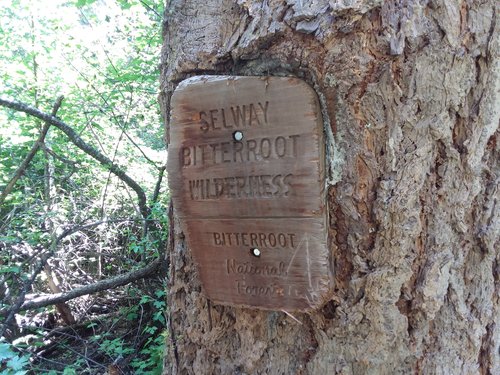 SELWAY
BITTERROOT
WILDERNESS
BITTERROOT
National
Forest